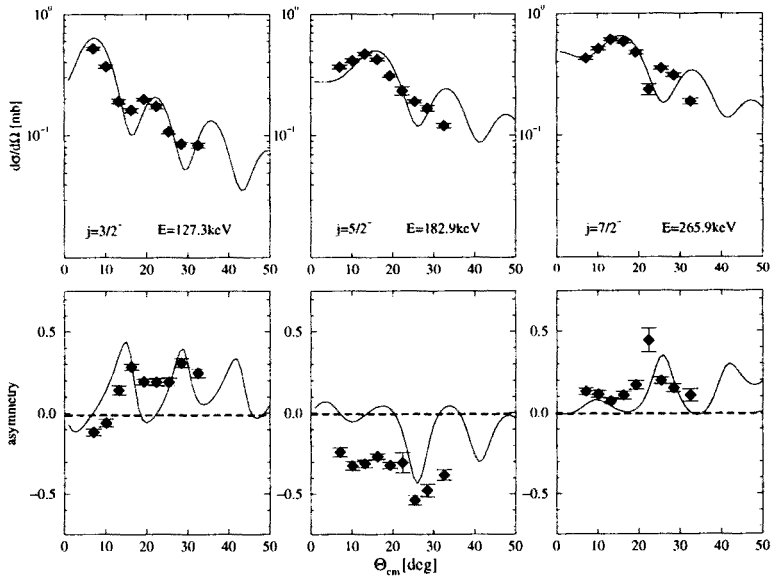 10⁰ 10⁰ 10⁰
dσ/dΩ [mb]
10⁻¹ 10⁻¹ 10⁻¹
j=3/2⁻ E=127.3keV
j=5/2⁻ E=182.9keV
j=7/2⁻ E=265.9keV
0 10 20 30 40 50
0 10 20 30 40 50
0 10 20 30 40 50
asymmetry
0.5 0.5 0.5
0.0 0.0 0.0
−0.5 −0.5 −0.5
0 10 20 30 40 50
0 10 20 30 40 50
0 10 20 30 40 50
Θcm [deg]